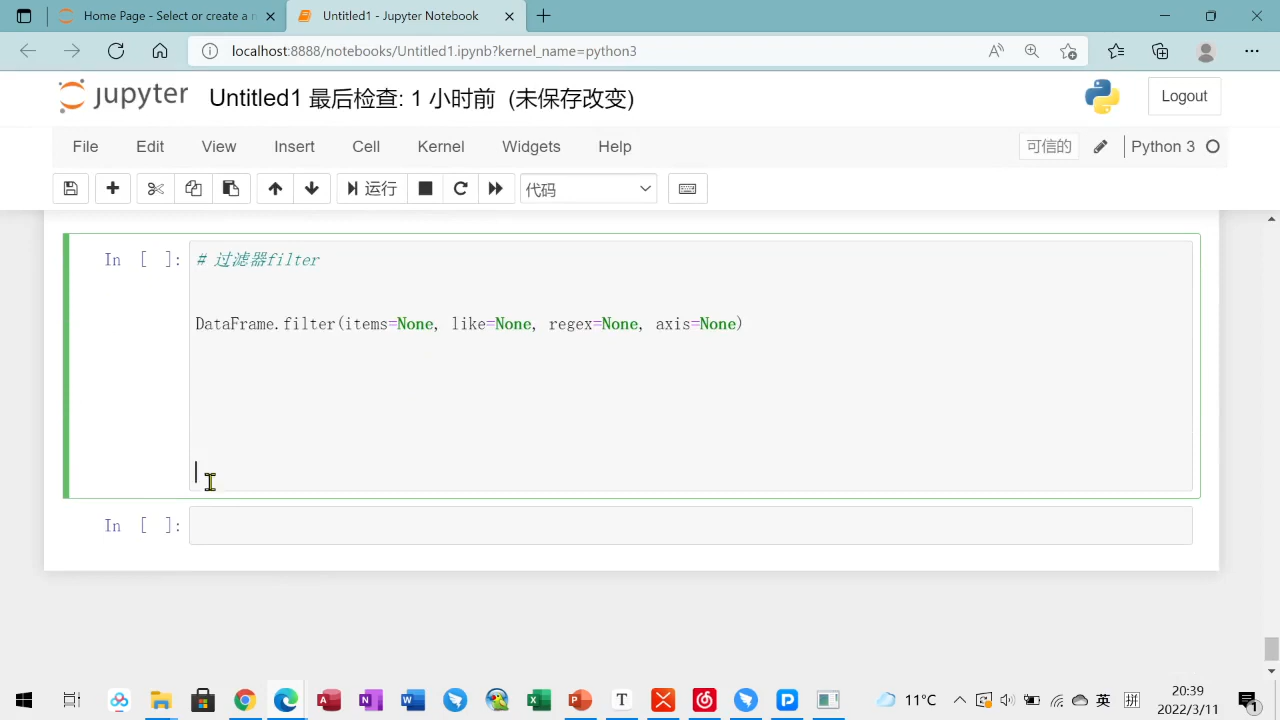 Home Page - Select or create a n
Untitled1 - Jupyter Notebook
localhost:8888/notebooks/Untitled1.ipynb?kernel_name=python3
jupyter Untitled1 最后检查: 1 小时前 (未保存改变)
Logout
File Edit View Insert Cell Kernel Widgets Help 可信的 Python 3
运行 代码
In [ ]: # 过滤器filter
DataFrame.filter(items=None, like=None, regex=None, axis=None)
In [ ]:
11°C 英 拼 20:39
2022/3/11